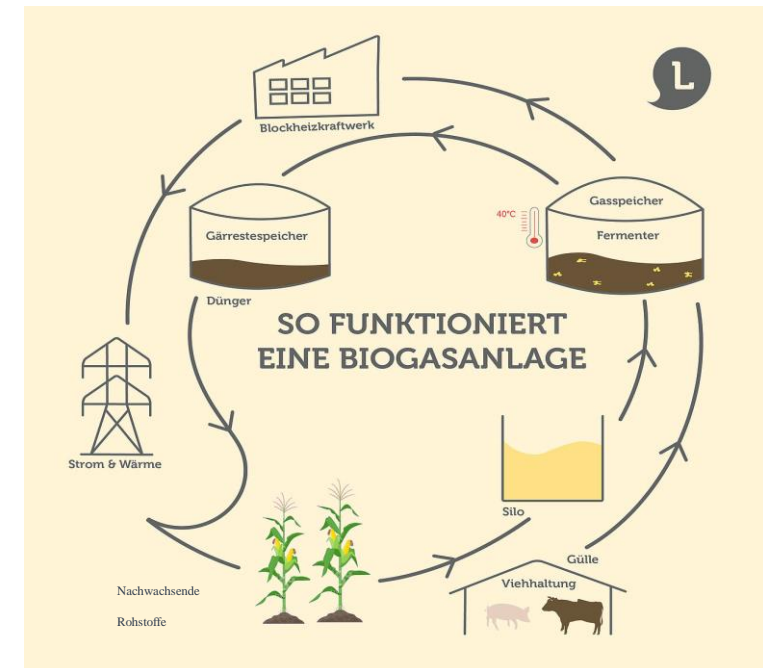 L
Blockheizkraftwerk
Gasspeicher
40°C
Fermenter
Gärrestespeicher
Dünger
SO FUNKTIONIERT
EINE BIOGASANLAGE
Strom & Wärme
Silo
Gülle
Viehhaltung
Nachwachsende
Rohstoffe